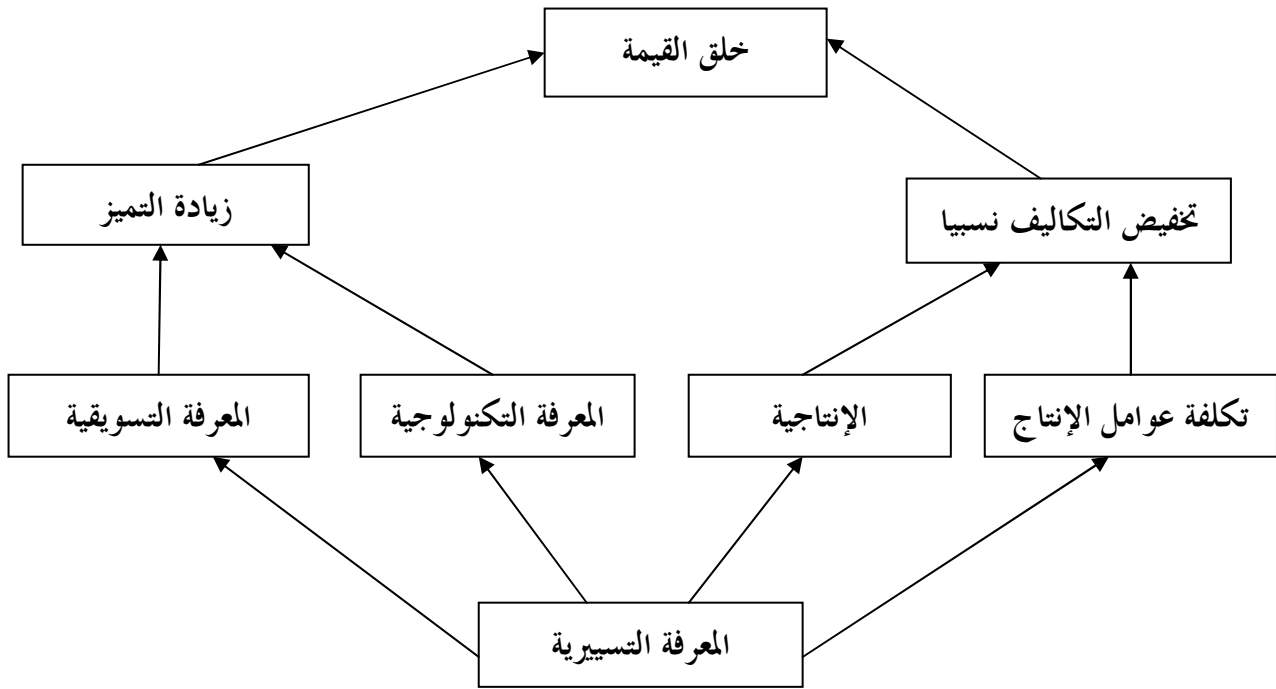 خلق القيمة
تخفيض التكاليف نسبيا
زيادة التميز
تكلفة عوامل الإنتاج
الإنتاجية
المعرفة التكنولوجية
المعرفة التسويقية
المعرفة التسييرية